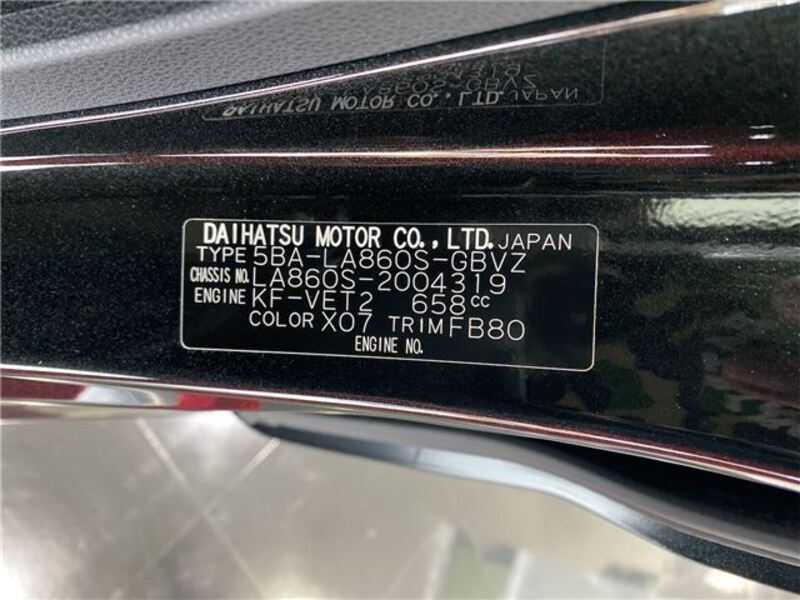 DAIHATSU MOTOR CO., LTD. JAPAN
TYPE 5BA-LA860S-GBVZ
CHASSIS NO. LA860S-2004319
ENGINE KF-VET2 658cc
COLOR X07 TRIM FB80
ENGINE NO.